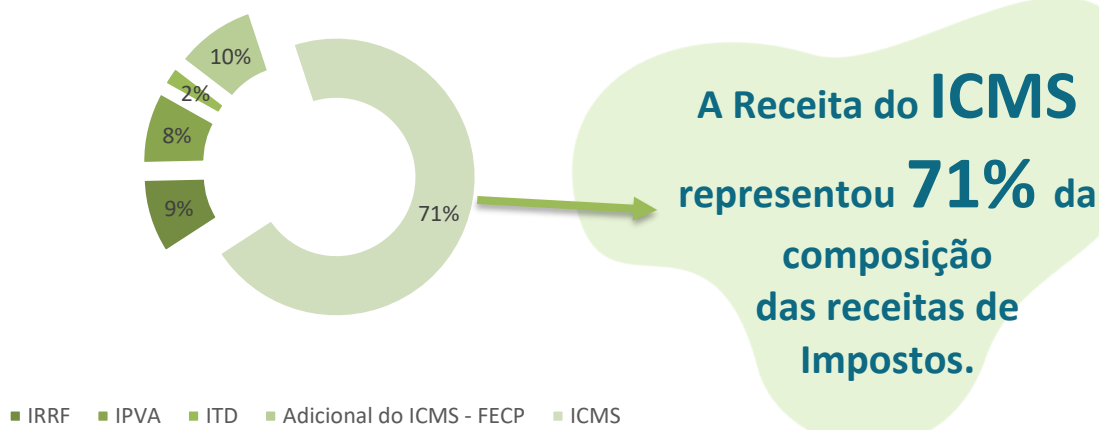 10%
2%
8%
9%
71%
A Receita do ICMS
representou 71% da
composição
das receitas de
Impostos.
IRRF IPVA ITD Adicional do ICMS - FECP ICMS